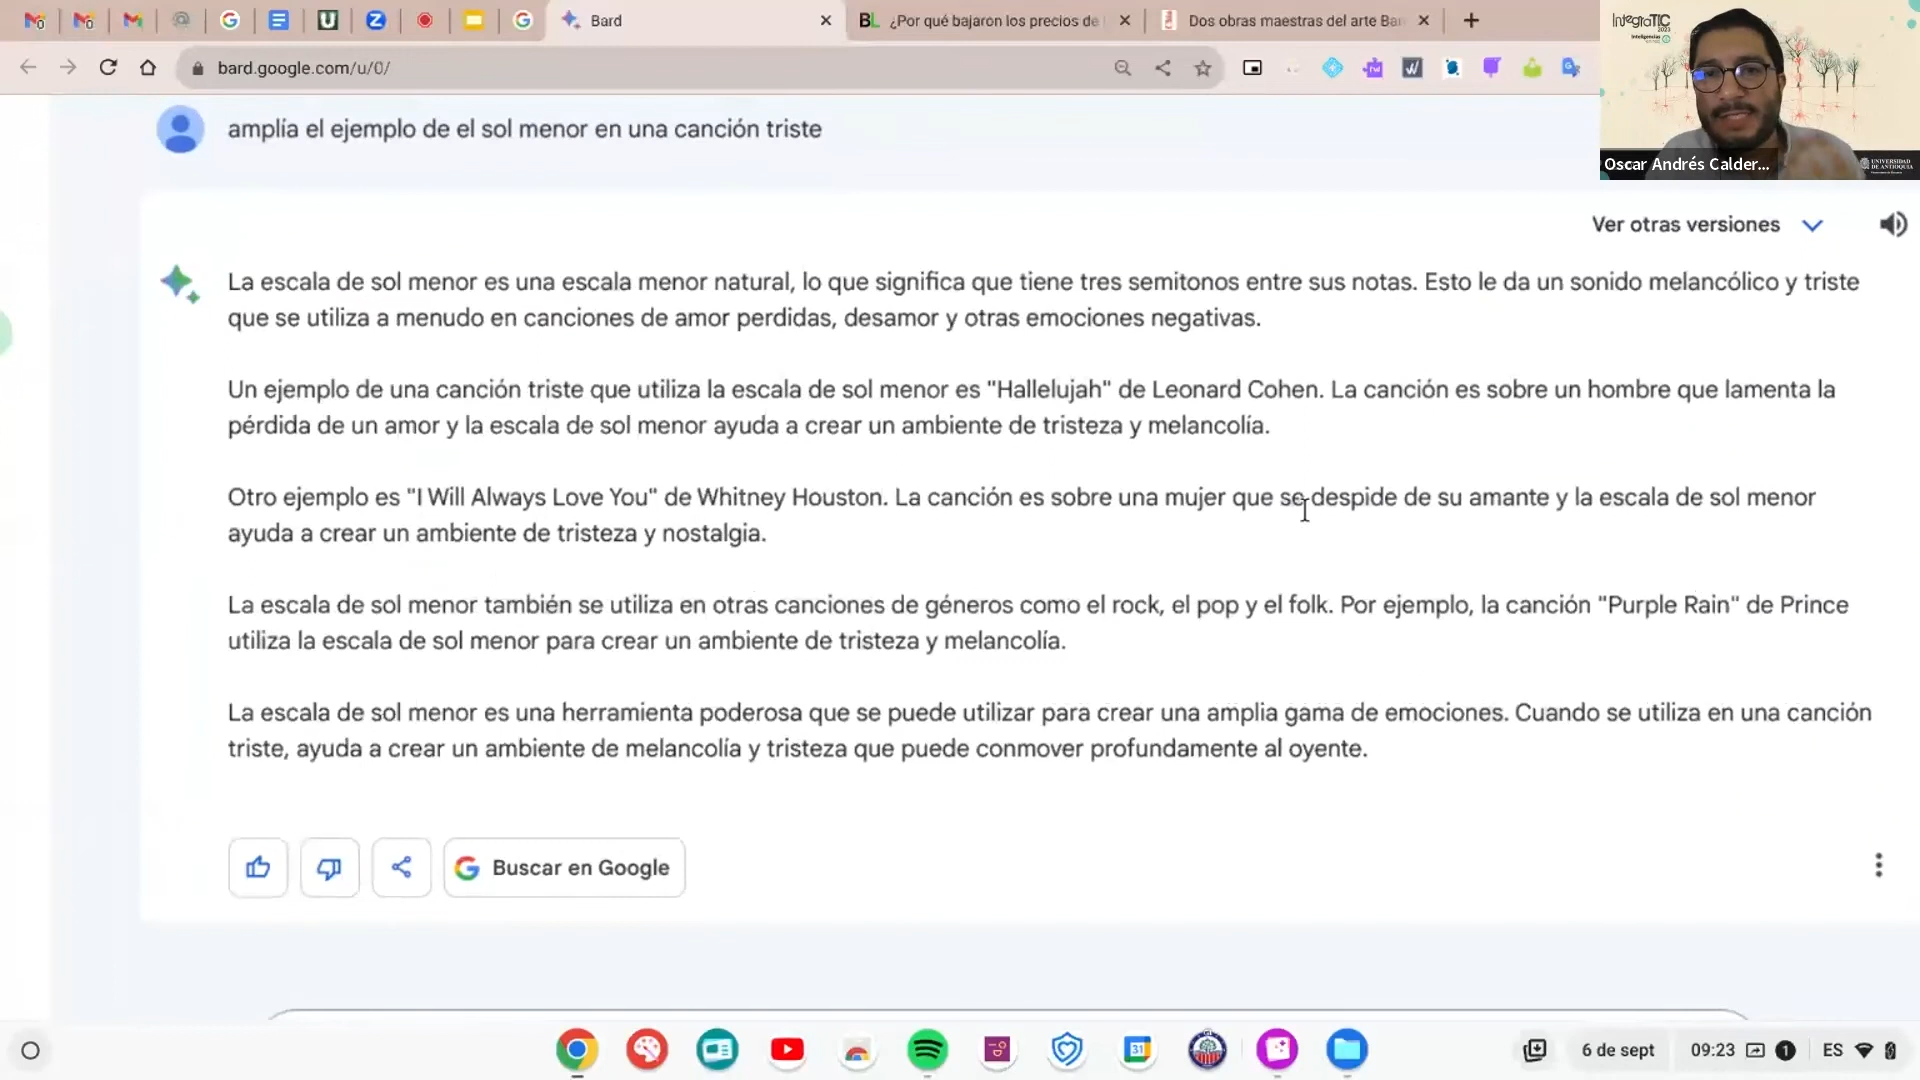 Bard
BL ¿Por qué bajaron los precios de
Dos obras maestras del arte Bar
bard.google.com/u/0/
IntegraTIC
2023
Inteligencias
Oscar Andrés Calder...
UNIVERSIDAD
DE ANTIOQUIA
amplía el ejemplo de el sol menor en una canción triste
Ver otras versiones
La escala de sol menor es una escala menor natural, lo que significa que tiene tres semitonos entre sus notas. Esto le da un sonido melancólico y triste
que se utiliza a menudo en canciones de amor perdidas, desamor y otras emociones negativas.
Un ejemplo de una canción triste que utiliza la escala de sol menor es "Hallelujah" de Leonard Cohen. La canción es sobre un hombre que lamenta la
pérdida de un amor y la escala de sol menor ayuda a crear un ambiente de tristeza y melancolía.
Otro ejemplo es "I Will Always Love You" de Whitney Houston. La canción es sobre una mujer que se despide de su amante y la escala de sol menor
ayuda a crear un ambiente de tristeza y nostalgia.
La escala de sol menor también se utiliza en otras canciones de géneros como el rock, el pop y el folk. Por ejemplo, la canción "Purple Rain" de Prince
utiliza la escala de sol menor para crear un ambiente de tristeza y melancolía.
La escala de sol menor es una herramienta poderosa que se puede utilizar para crear una amplia gama de emociones. Cuando se utiliza en una canción
triste, ayuda a crear un ambiente de melancolía y tristeza que puede conmover profundamente al oyente.
Buscar en Google
31
6 de sept
09:23
1
ES